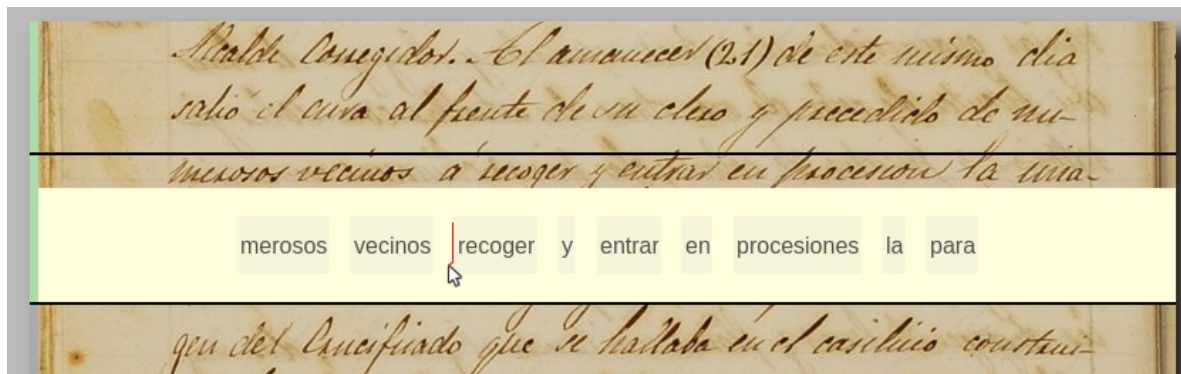 Alcalde Corregidor. Al amanecer (21) de este mismo dia
salió el cura al frente de su clero y precedido de nu-
merosos vecinos á recoger y entrar en procesion la ima-
merosos vecinos recoger y entrar en procesiones la para
gen del Crucificado que se hallaba en el casilicio construi-